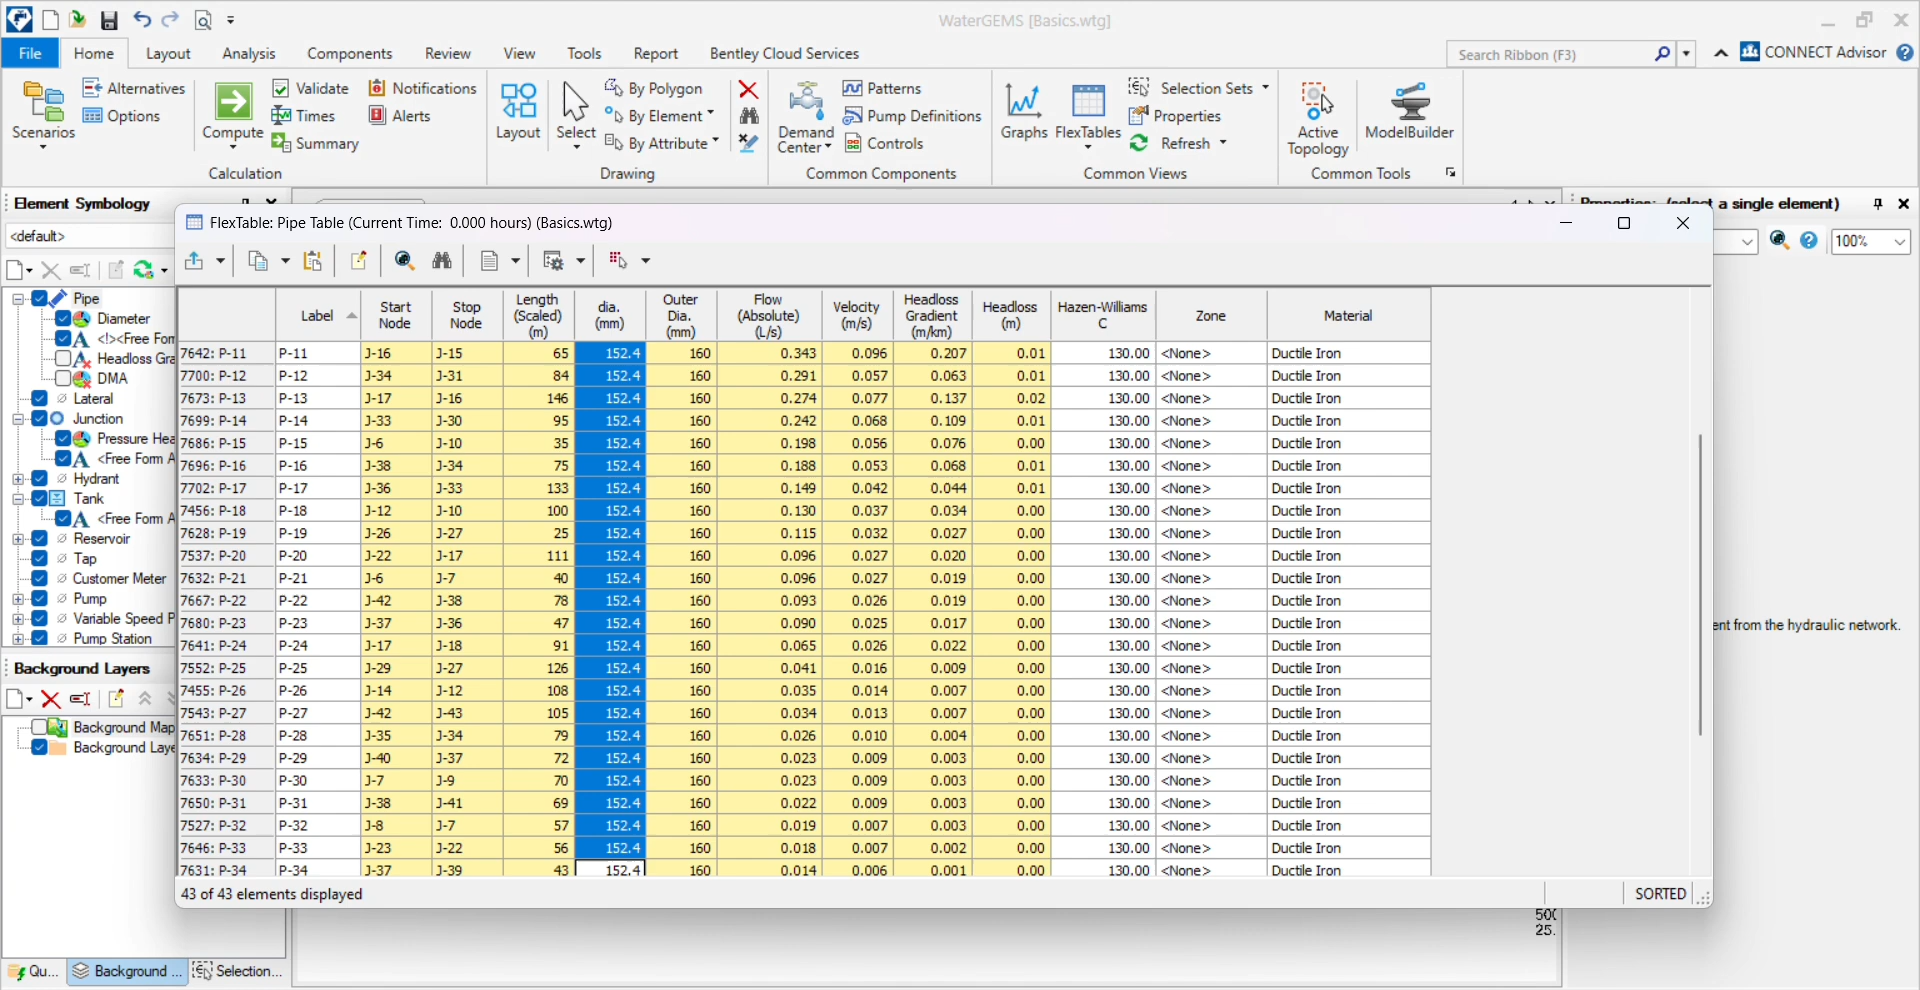 WaterGEMS [Basics.wtg]
File Home Layout Analysis Components Review View Tools Report Bentley Cloud Services
Search Ribbon (F3)
CONNECT Advisor
Scenarios
Alternatives
Options
Compute
Validate
Times
Summary
Notifications
Alerts
Calculation
Layout
Select
By Polygon
By Element
By Attribute
Drawing
Demand
Center
Patterns
Pump Definitions
Controls
Common Components
Graphs
FlexTables
Selection Sets
Properties
Refresh
Common Views
Active
Topology
ModelBuilder
Common Tools
Element Symbology
<default>
Pipe
Diameter
<!><Free Form
Headloss Gra
DMA
Lateral
Junction
Pressure Hea
<Free Form A
Hydrant
Tank
<Free Form A
Reservoir
Tap
Customer Meter
Pump
Variable Speed P
Pump Station
Background Layers
Background Map
Background Laye
Qu...
Background ...
Selection...
FlexTable: Pipe Table (Current Time: 0.000 hours) (Basics.wtg)
Label Start Node Stop Node Length (Scaled) (m) dia. (mm) Outer Dia. (mm) Flow (Absolute) (L/s) Velocity (m/s) Headloss Gradient (m/km) Headloss (m) Hazen-Williams C Zone Material
7642: P-11 P-11 J-16 J-15 65 152.4 160 0.343 0.096 0.207 0.01 130.00 <None> Ductile Iron
7700: P-12 P-12 J-34 J-31 84 152.4 160 0.291 0.057 0.063 0.01 130.00 <None> Ductile Iron
7673: P-13 P-13 J-17 J-16 146 152.4 160 0.274 0.077 0.137 0.02 130.00 <None> Ductile Iron
7699: P-14 P-14 J-33 J-30 95 152.4 160 0.242 0.068 0.109 0.01 130.00 <None> Ductile Iron
7686: P-15 P-15 J-6 J-10 35 152.4 160 0.198 0.056 0.076 0.00 130.00 <None> Ductile Iron
7696: P-16 P-16 J-38 J-34 75 152.4 160 0.188 0.053 0.068 0.01 130.00 <None> Ductile Iron
7702: P-17 P-17 J-36 J-33 133 152.4 160 0.149 0.042 0.044 0.01 130.00 <None> Ductile Iron
7456: P-18 P-18 J-12 J-10 100 152.4 160 0.130 0.037 0.034 0.00 130.00 <None> Ductile Iron
7628: P-19 P-19 J-26 J-27 25 152.4 160 0.115 0.032 0.027 0.00 130.00 <None> Ductile Iron
7537: P-20 P-20 J-22 J-17 111 152.4 160 0.096 0.027 0.020 0.00 130.00 <None> Ductile Iron
7632: P-21 P-21 J-6 J-7 40 152.4 160 0.096 0.027 0.019 0.00 130.00 <None> Ductile Iron
7667: P-22 P-22 J-42 J-38 78 152.4 160 0.093 0.026 0.019 0.00 130.00 <None> Ductile Iron
7680: P-23 P-23 J-37 J-36 47 152.4 160 0.090 0.025 0.017 0.00 130.00 <None> Ductile Iron
7641: P-24 P-24 J-17 J-18 91 152.4 160 0.065 0.026 0.022 0.00 130.00 <None> Ductile Iron
7552: P-25 P-25 J-29 J-27 126 152.4 160 0.041 0.016 0.009 0.00 130.00 <None> Ductile Iron
7455: P-26 P-26 J-14 J-12 108 152.4 160 0.035 0.014 0.007 0.00 130.00 <None> Ductile Iron
7543: P-27 P-27 J-42 J-43 105 152.4 160 0.034 0.013 0.007 0.00 130.00 <None> Ductile Iron
7651: P-28 P-28 J-35 J-34 79 152.4 160 0.026 0.010 0.004 0.00 130.00 <None> Ductile Iron
7634: P-29 P-29 J-40 J-37 72 152.4 160 0.023 0.009 0.003 0.00 130.00 <None> Ductile Iron
7633: P-30 P-30 J-7 J-9 70 152.4 160 0.023 0.009 0.003 0.00 130.00 <None> Ductile Iron
7650: P-31 P-31 J-38 J-41 69 152.4 160 0.022 0.009 0.003 0.00 130.00 <None> Ductile Iron
7527: P-32 P-32 J-8 J-7 57 152.4 160 0.019 0.007 0.003 0.00 130.00 <None> Ductile Iron
7646: P-33 P-33 J-23 J-22 56 152.4 160 0.018 0.007 0.002 0.00 130.00 <None> Ductile Iron
7631: P-34 P-34 J-37 J-39 43 152.4 160 0.014 0.006 0.001 0.00 130.00 <None> Ductile Iron
43 of 43 elements displayed
SORTED
a single element)
100%
ent from the hydraulic network.
500
25.